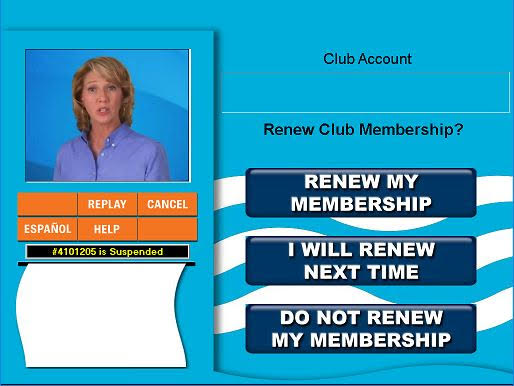 Club Account
Renew Club Membership?
RENEW MY
MEMBERSHIP
I WILL RENEW
NEXT TIME
DO NOT RENEW
MY MEMBERSHIP
REPLAY
CANCEL
ESPAÑOL
HELP
#4101205 is Suspended